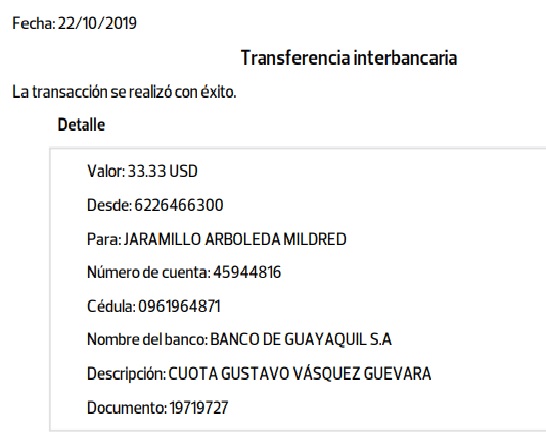 Fecha: 22/10/2019
Transferencia interbancaria
La transacción se realizó con éxito.
Detalle
Valor: 33.33 USD
Desde: 6226466300
Para: JARAMILLO ARBOLEDA MILDRED
Número de cuenta: 45944816
Cédula: 0961964871
Nombre del banco: BANCO DE GUAYAQUIL S.A
Descripción: CUOTA GUSTAVO VÁSQUEZ GUEVARA
Documento: 19719727